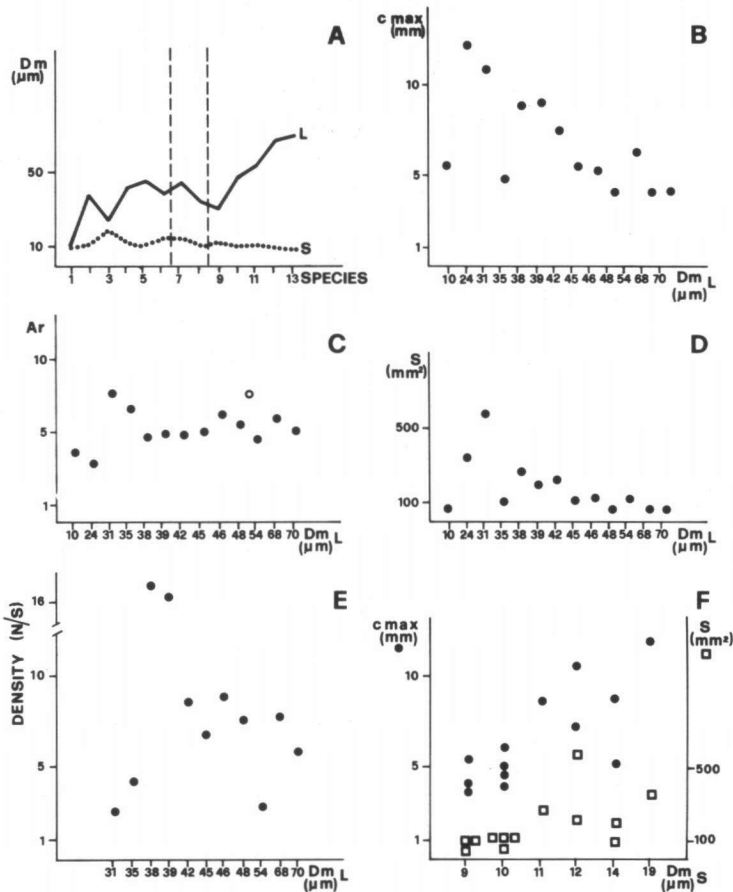 A
Dm
(μm)
50
10
L
S
1 3 5 7 9 11 13 SPECIES
B
c max
(mm)
10
5
1
10 24 31 35 38 39 42 45 46 48 54 68 70 Dm L
(μm)
C
Ar
10
5
1
10 24 31 35 38 39 42 45 46 48 54 68 70 Dm L
(μm)
D
S
(mm²)
500
100
10 24 31 35 38 39 42 45 46 48 54 68 70 Dm L
(μm)
E
DENSITY (N/S)
16
10
5
1
31 35 38 39 42 45 46 48 54 68 70 Dm L
(μm)
F
c max
(mm)
S
(mm²)
10
5
1
500
100
9 10 11 12 14 19 Dm S
(μm)